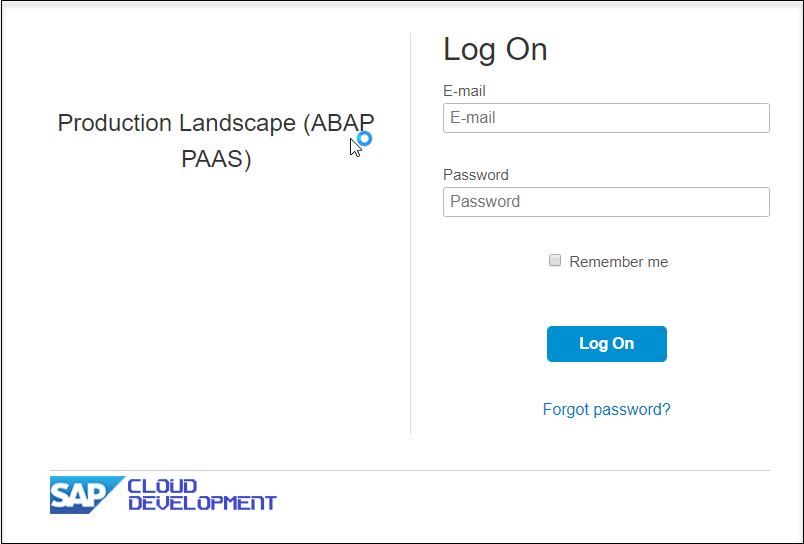 Production Landscape (ABAP
PAAS)
Log On
E-mail
E-mail
Password
Password
Remember me
Log On
Forgot password?
SAP
CLOUD
DEVELOPMENT